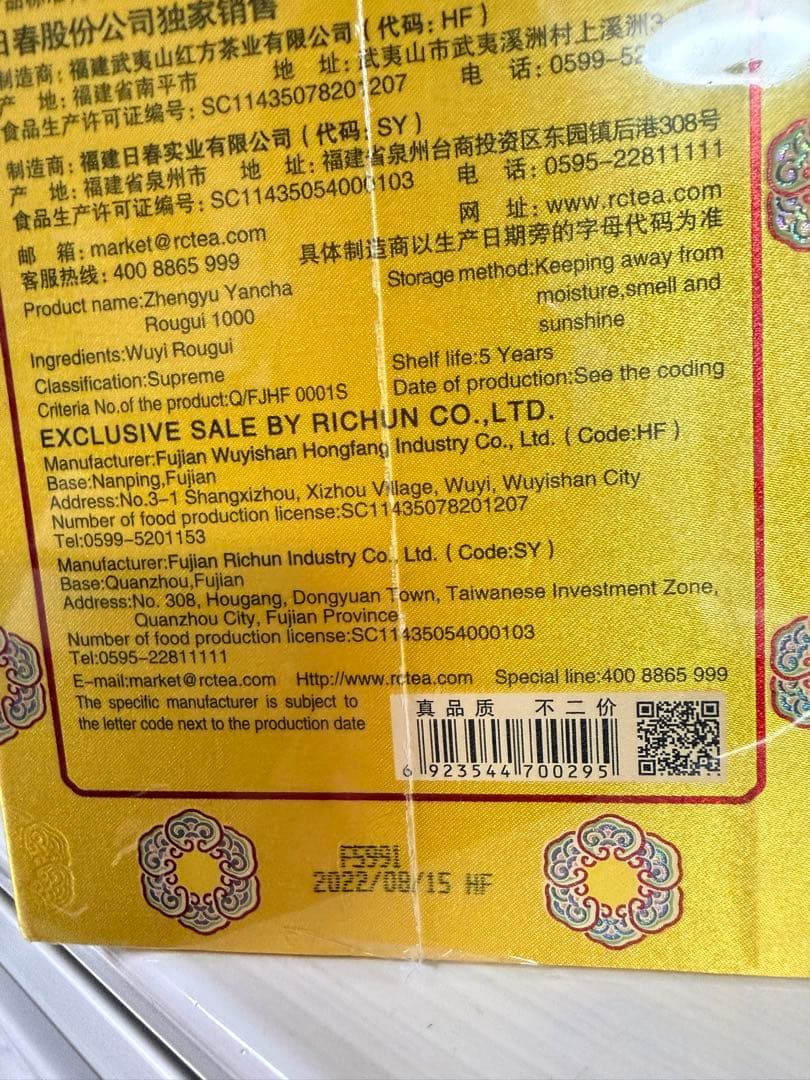 日春股份公司独家销售
制造商: 福建武夷山红方茶业有限公司 (代码: HF)
产 地: 福建省南平市 地 址: 武夷山市武夷溪洲村上溪洲3
食品生产许可证编号: SC11435078201207 电 话: 0599-52
制造商: 福建日春实业有限公司 (代码: SY)
产 地: 福建省泉州市 地 址: 福建省泉州台商投资区东园镇后港308号
食品生产许可证编号: SC11435054000103 电 话: 0595-22811111
网 址: www.rctea.com
邮 箱: market@rctea.com
具体制造商以生产日期旁的字母代码为准
客服热线: 400 8865 999
Product name:Zhengyu Yancha
Rougui 1000
Storage method:Keeping away from
moisture,smell and
sunshine
Ingredients:Wuyi Rougui
Shelf life:5 Years
Classification:Supreme
Date of production:See the coding
Criteria No.of the product:Q/FJHF 0001S
EXCLUSIVE SALE BY RICHUN CO.,LTD.
Manufacturer:Fujian Wuyishan Hongfang Industry Co., Ltd. (Code:HF)
Base:Nanping,Fujian
Address:No.3-1 Shangxizhou, Xizhou Village, Wuyi, Wuyishan City
Number of food production license:SC11435078201207
Tel:0599-5201153
Manufacturer:Fujian Richun Industry Co., Ltd. (Code:SY)
Base:Quanzhou,Fujian
Address:No. 308, Hougang, Dongyuan Town, Taiwanese Investment Zone,
Quanzhou City, Fujian Province
Number of food production license:SC11435054000103
Tel:0595-22811111
E-mail:market@rctea.com Http://www.rctea.com Special line:400 8865 999
The specific manufacturer is subject to
the letter code next to the production date
真品质 不二价
6 923544 700295
F5991
2022/08/15 HF